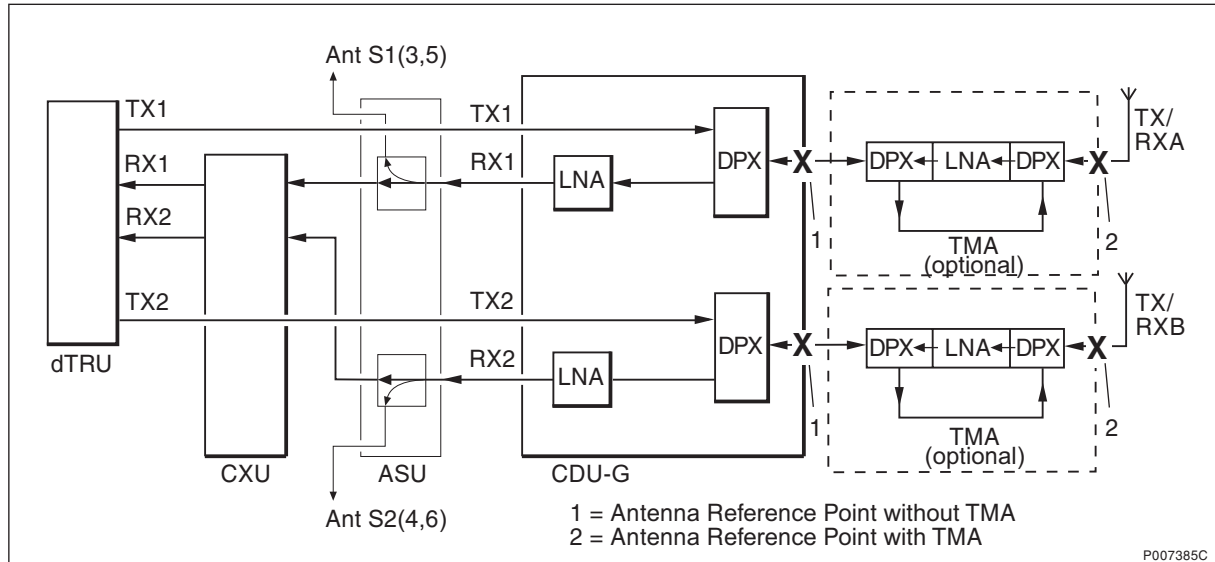 Ant S1(3,5)
TX1
TX1
TX/
RXA
RX1
RX1
LNA
DPX
X
DPX
LNA
DPX
X
RX2
1
TMA
(optional)
2
TX2
TX2
TX/
RXB
dTRU
RX2
LNA
DPX
X
DPX
LNA
DPX
X
1
TMA
(optional)
2
CXU
ASU
CDU-G
Ant S2(4,6)
1 = Antenna Reference Point without TMA
2 = Antenna Reference Point with TMA
P007385C